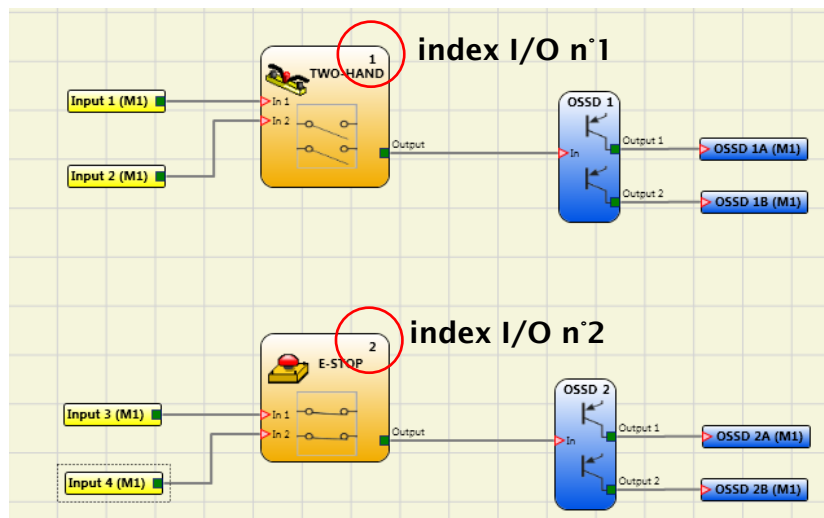 1
index I/O n°1
TWO-HAND
Input 1 (M1)
In 1
In 2
Input 2 (M1)
Output
OSSD 1
In
Output 1
OSSD 1A (M1)
Output 2
OSSD 1B (M1)
2
index I/O n°2
E-STOP
Input 3 (M1)
In 1
In 2
Input 4 (M1)
Output
OSSD 2
In
Output 1
OSSD 2A (M1)
Output 2
OSSD 2B (M1)